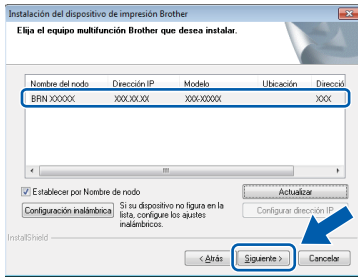 Instalación del dispositivo de impresión Brother
Elija el equipo multifunción Brother que desea instalar.
Nombre del nodo Dirección IP Modelo Ubicación Direcció
BRN XXXXX XXX.XX.XX XXX-XXXXX XXX
Establecer por Nombre de nodo
Actualizar
Configuración inalámbrica
Si su dispositivo no figura en la
lista, configure los ajustes
inalámbricos.
Configurar dirección IP
InstallShield
< Atrás Siguiente > Cancelar